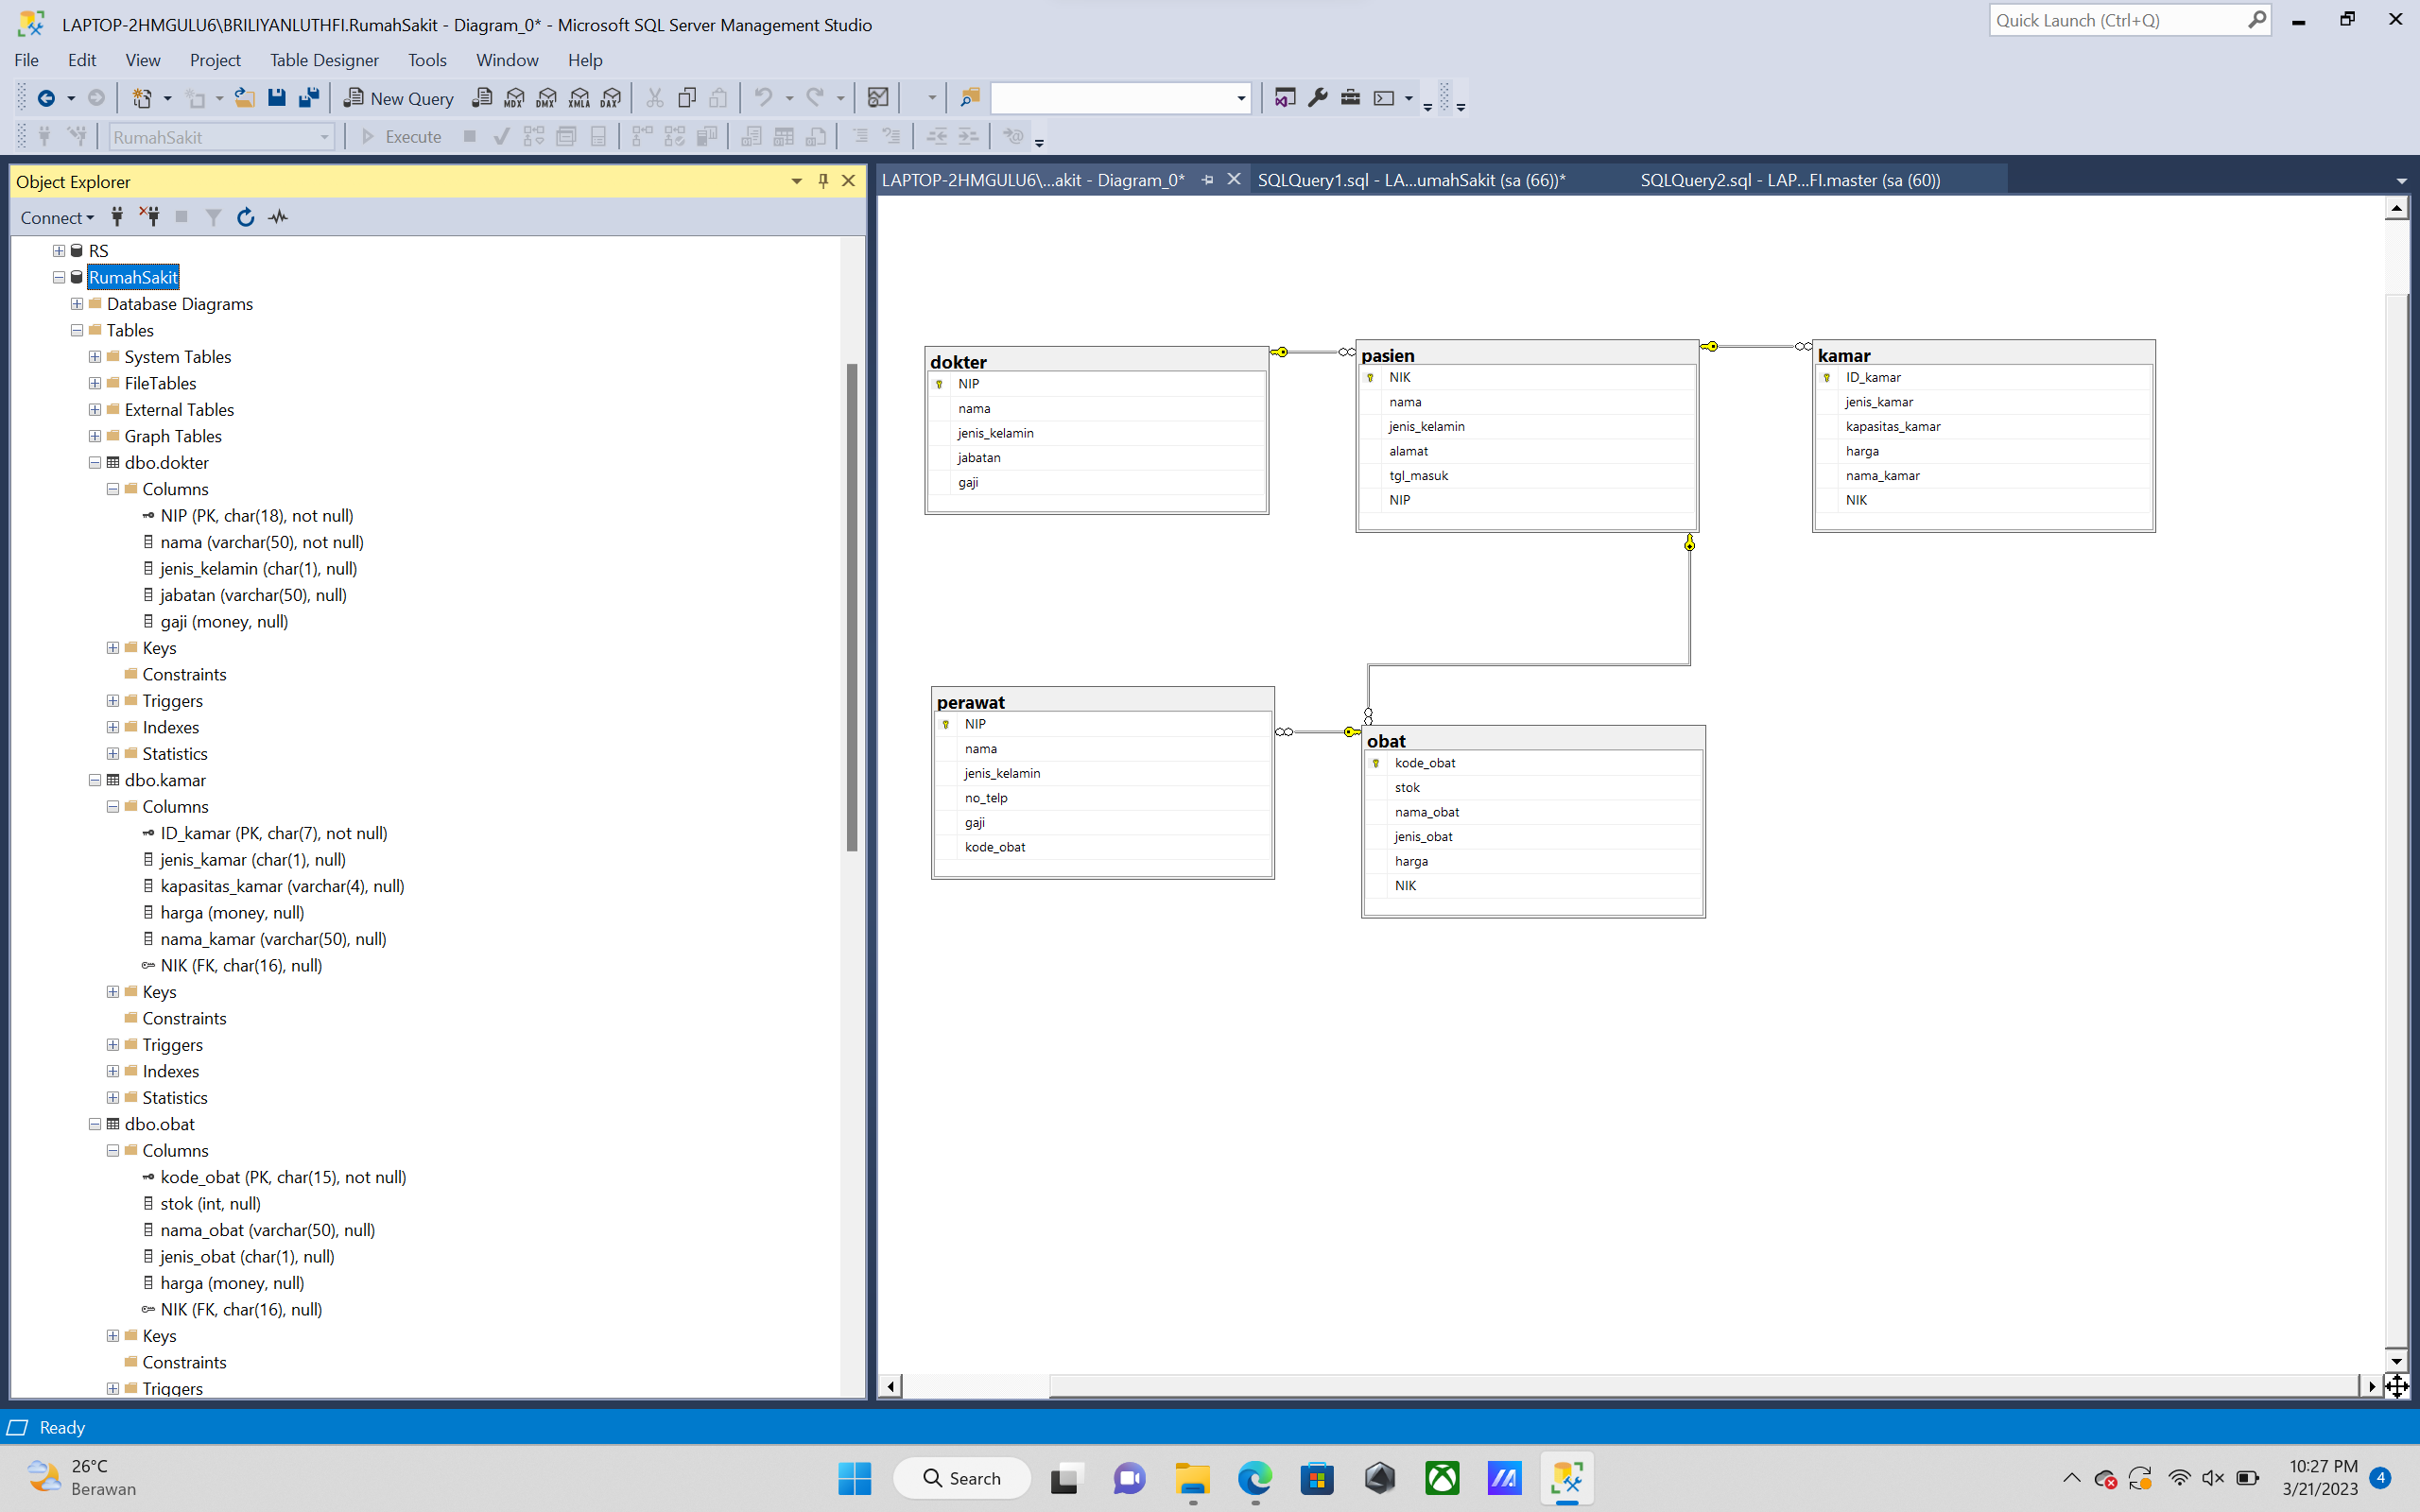 LAPTOP-2HMGULU6\BRILIYANLUTHFI.RumahSakit - Diagram_0* - Microsoft SQL Server Management Studio
Quick Launch (Ctrl+Q)
File Edit View Project Table Designer Tools Window Help
New Query
MDX DMX XMLA DAX
RumahSakit
Execute
Object Explorer
Connect
RS
RumahSakit
Database Diagrams
Tables
System Tables
FileTables
External Tables
Graph Tables
dbo.dokter
Columns
NIP (PK, char(18), not null)
nama (varchar(50), not null)
jenis_kelamin (char(1), null)
jabatan (varchar(50), null)
gaji (money, null)
Keys
Constraints
Triggers
Indexes
Statistics
dbo.kamar
Columns
ID_kamar (PK, char(7), not null)
jenis_kamar (char(1), null)
kapasitas_kamar (varchar(4), null)
harga (money, null)
nama_kamar (varchar(50), null)
NIK (FK, char(16), null)
Keys
Constraints
Triggers
Indexes
Statistics
dbo.obat
Columns
kode_obat (PK, char(15), not null)
stok (int, null)
nama_obat (varchar(50), null)
jenis_obat (char(1), null)
harga (money, null)
NIK (FK, char(16), null)
Keys
Constraints
Triggers
LAPTOP-2HMGULU6\...akit - Diagram_0*
SQLQuery1.sql - LA...umahSakit (sa (66))*
SQLQuery2.sql - LAP...FI.master (sa (60))
dokter
NIP
nama
jenis_kelamin
jabatan
gaji
pasien
NIK
nama
jenis_kelamin
alamat
tgl_masuk
NIP
kamar
ID_kamar
jenis_kamar
kapasitas_kamar
harga
nama_kamar
NIK
perawat
NIP
nama
jenis_kelamin
no_telp
gaji
kode_obat
obat
kode_obat
stok
nama_obat
jenis_obat
harga
NIK
Ready
26°C
Berawan
Search
10:27 PM
3/21/2023
4